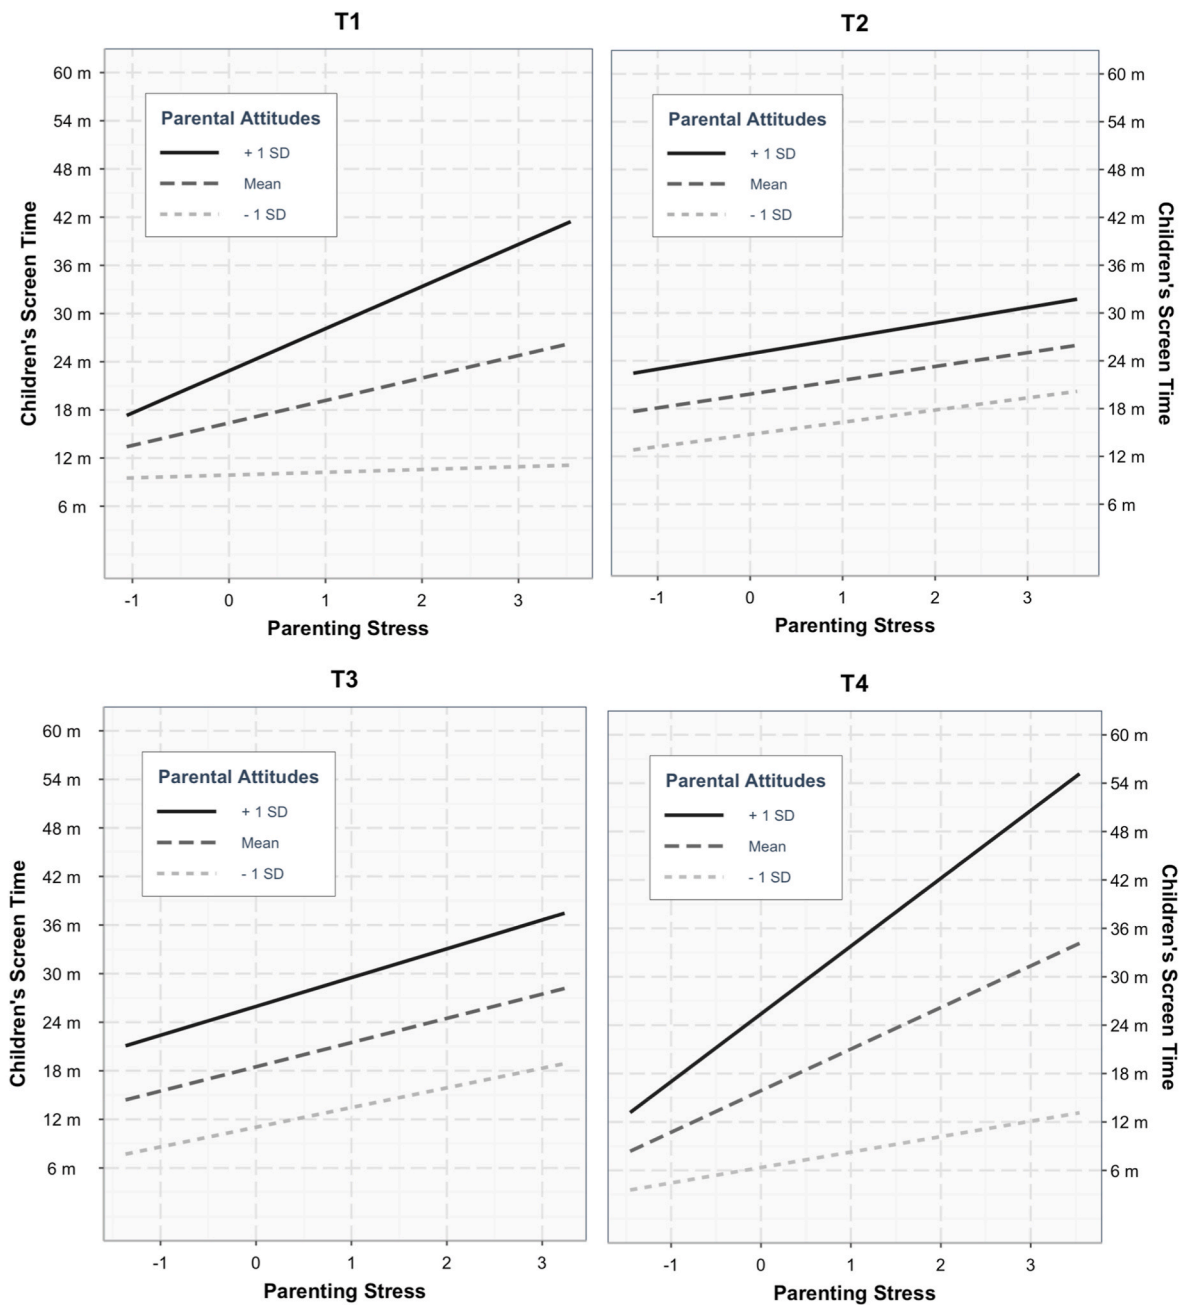 T1
60 m
54 m
48 m
42 m
36 m
30 m
24 m
18 m
12 m
6 m
Children's Screen Time
Parental Attitudes
+ 1 SD
Mean
- 1 SD
-1 0 1 2 3
Parenting Stress
T2
Parental Attitudes
+ 1 SD
Mean
- 1 SD
60 m
54 m
48 m
42 m
36 m
30 m
24 m
18 m
12 m
6 m
Children's Screen Time
-1 0 1 2 3
Parenting Stress
T3
60 m
54 m
48 m
42 m
36 m
30 m
24 m
18 m
12 m
6 m
Children's Screen Time
Parental Attitudes
+ 1 SD
Mean
- 1 SD
-1 0 1 2 3
Parenting Stress
T4
Parental Attitudes
+ 1 SD
Mean
- 1 SD
60 m
54 m
48 m
42 m
36 m
30 m
24 m
18 m
12 m
6 m
Children's Screen Time
-1 0 1 2 3
Parenting Stress